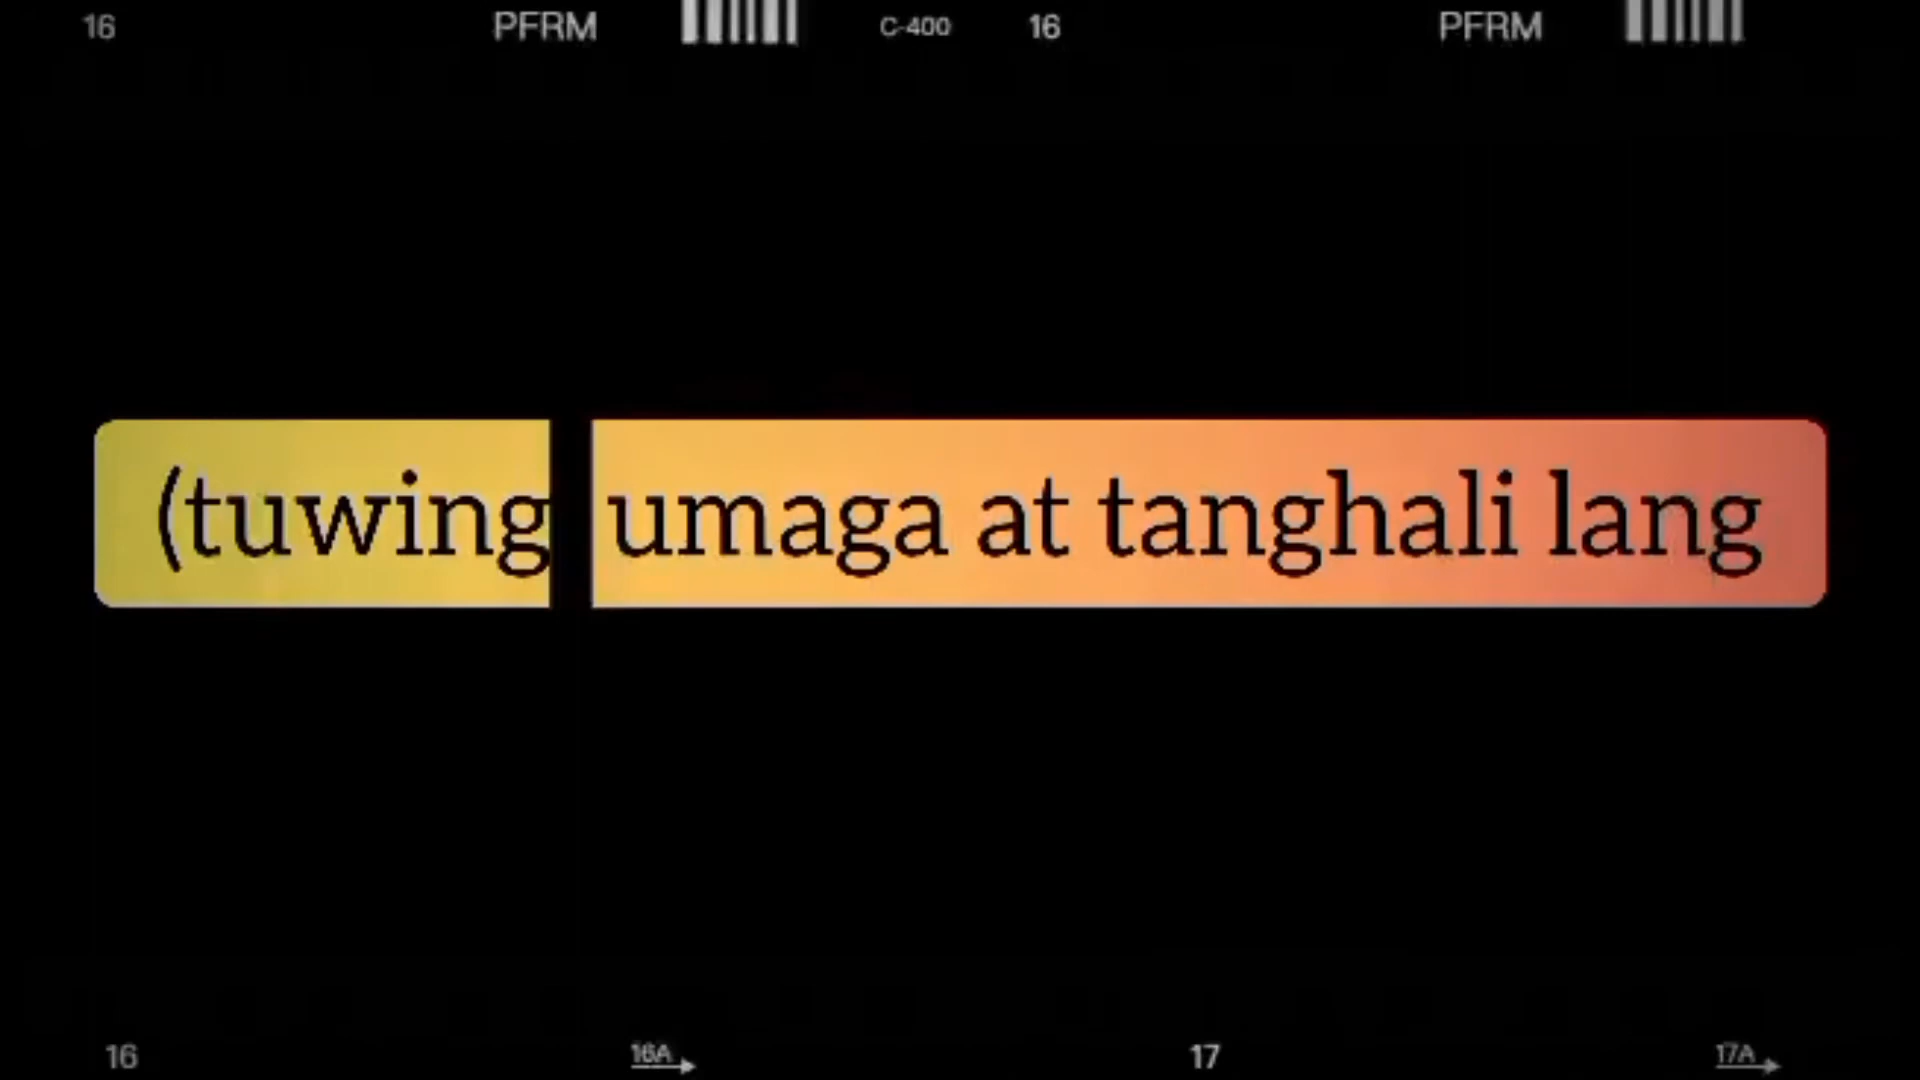 16 PFRM C-400 16 PFRM
(tuwing umaga at tanghali lang
16 16A 17 17A